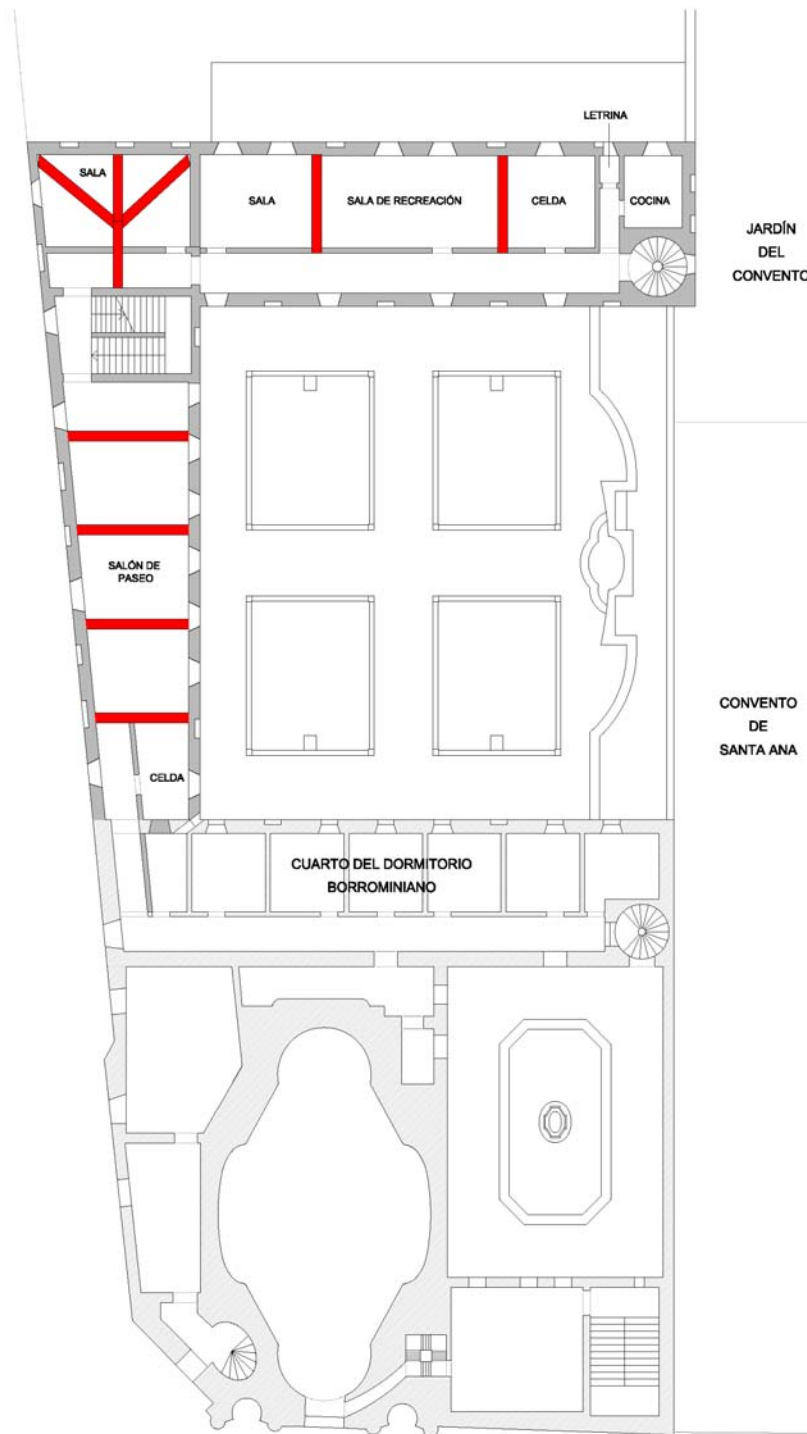 LETRINA
SALA
SALA
SALA DE RECREACIÓN
CELDA
COCINA
JARDÍN
DEL
CONVENTO
SALÓN DE
PASEO
CONVENTO
DE
SANTA ANA
CELDA
CUARTO DEL DORMITORIO
BORROMINIANO